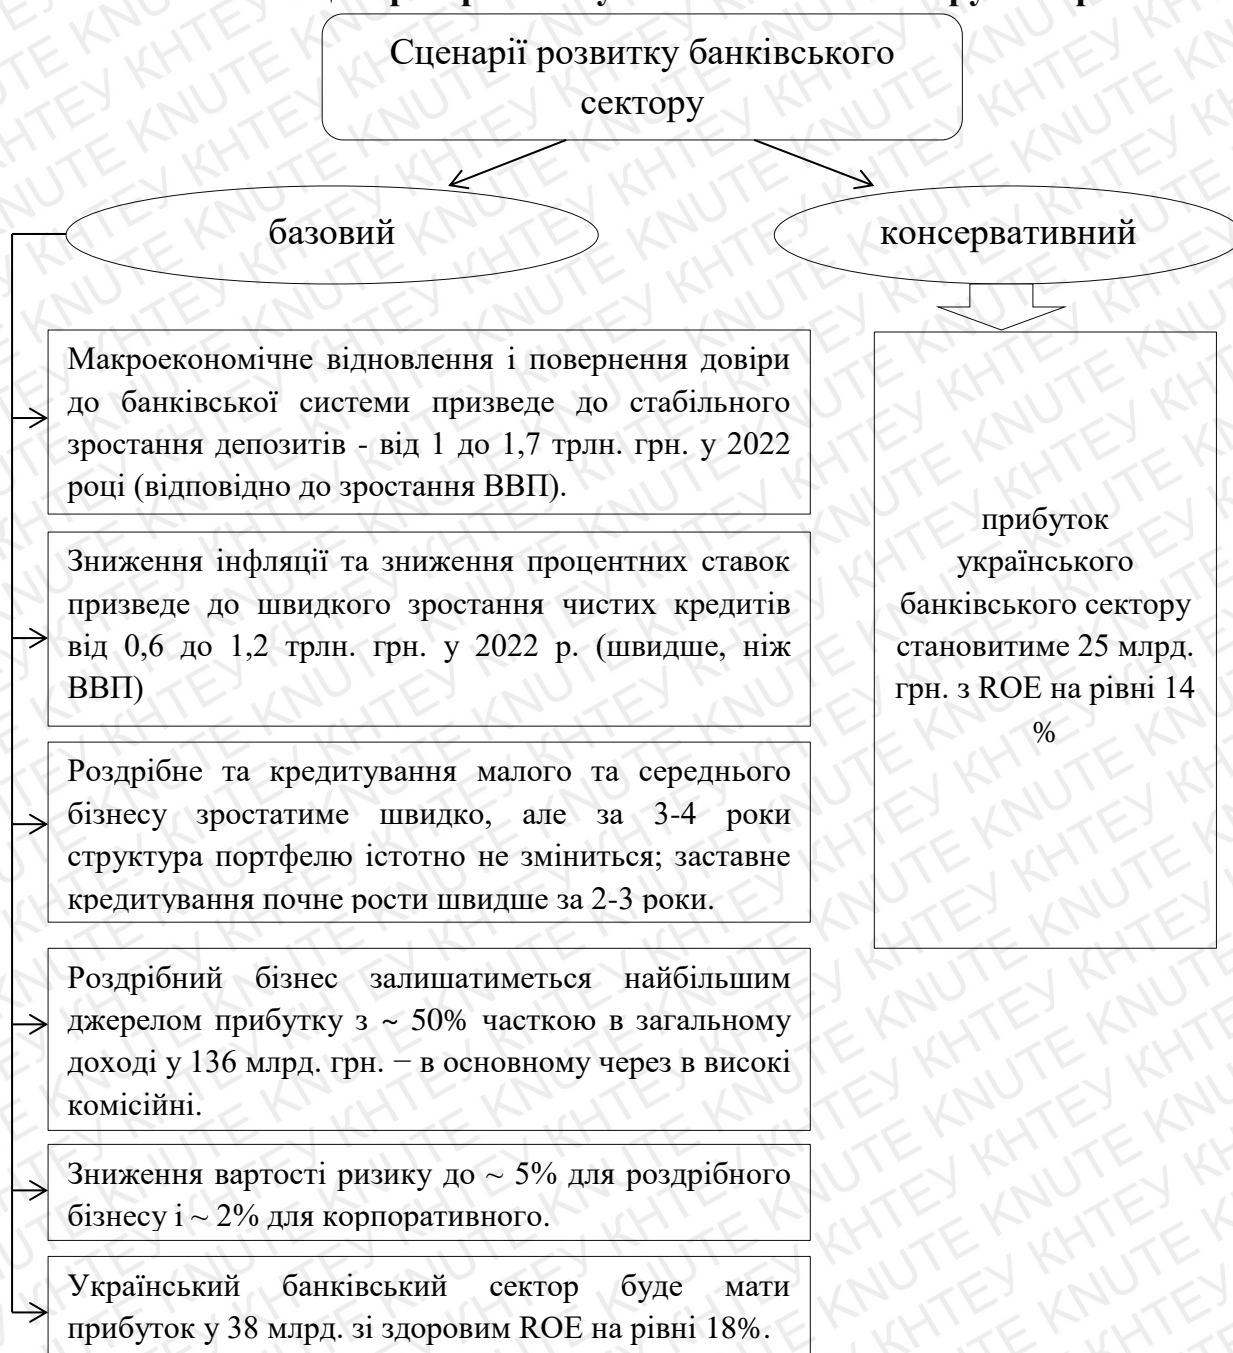 Сценарії розвитку банківського
сектору
базовий
консервативний
Макроекономічне відновлення і повернення довіри
до банківської системи призведе до стабільного
зростання депозитів - від 1 до 1,7 трлн. грн. у 2022
році (відповідно до зростання ВВП).
Зниження інфляції та зниження процентних ставок
призведе до швидкого зростання чистих кредитів
від 0,6 до 1,2 трлн. грн. у 2022 р. (швидше, ніж
ВВП)
Роздрібне та кредитування малого та середнього
бізнесу зростатиме швидко, але за 3-4 роки
структура портфелю істотно не зміниться; заставне
кредитування почне рости швидше за 2-3 роки.
Роздрібний бізнес залишатиметься найбільшим
джерелом прибутку з ~ 50% часткою в загальному
доході у 136 млрд. грн. − в основному через в високі
комісійні.
Зниження вартості ризику до ~ 5% для роздрібного
бізнесу і ~ 2% для корпоративного.
Український банківський сектор буде мати
прибуток у 38 млрд. зі здоровим ROE на рівні 18%.
прибуток
українського
банківського сектору
становитиме 25 млрд.
грн. з ROE на рівні 14
%